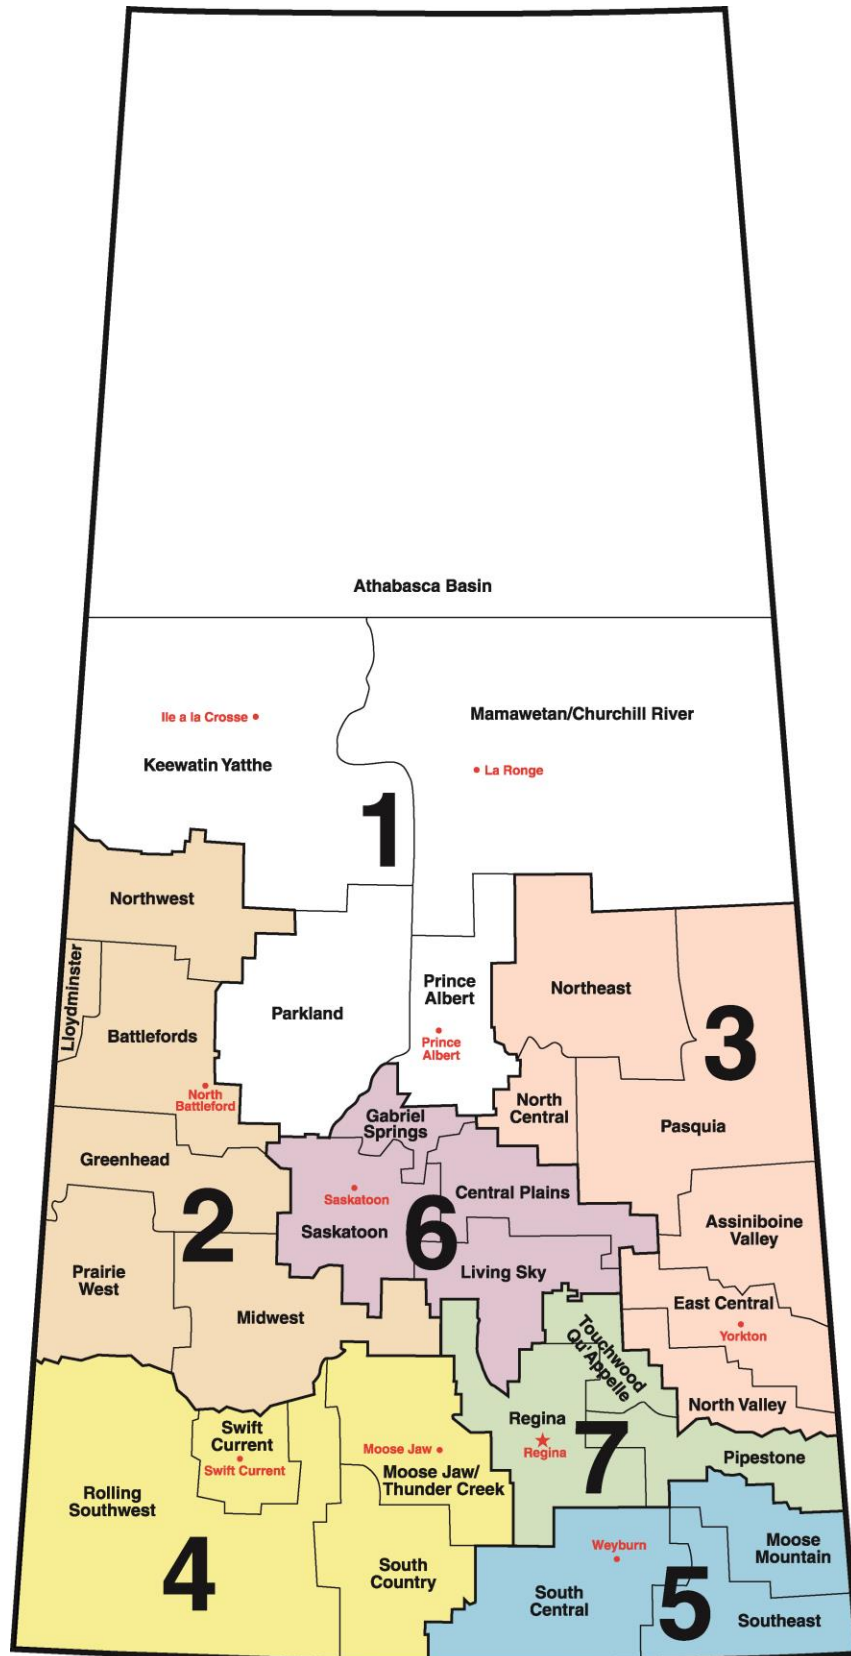 Athabasca Basin
Ile a la Crosse
Mamawetan/Churchill River
Keewatin Yatthe
La Ronge
1
Northwest
Lloydminster
Battlefords
North
Battleford
Parkland
Prince
Albert
Prince
Albert
Northeast
3
North
Central
Pasquia
Gabriel
Springs
Greenhead
2
Saskatoon
Saskatoon
6
Central Plains
Assiniboine
Valley
Prairie
West
Midwest
Living Sky
East Central
Yorkton
Touchwood
Qu'Appelle
North Valley
Swift
Current
Swift Current
Moose Jaw
Moose Jaw/
Thunder Creek
Regina
Regina
7
Pipestone
Rolling
Southwest
4
South
Country
Weyburn
South
Central
5
Moose
Mountain
Southeast